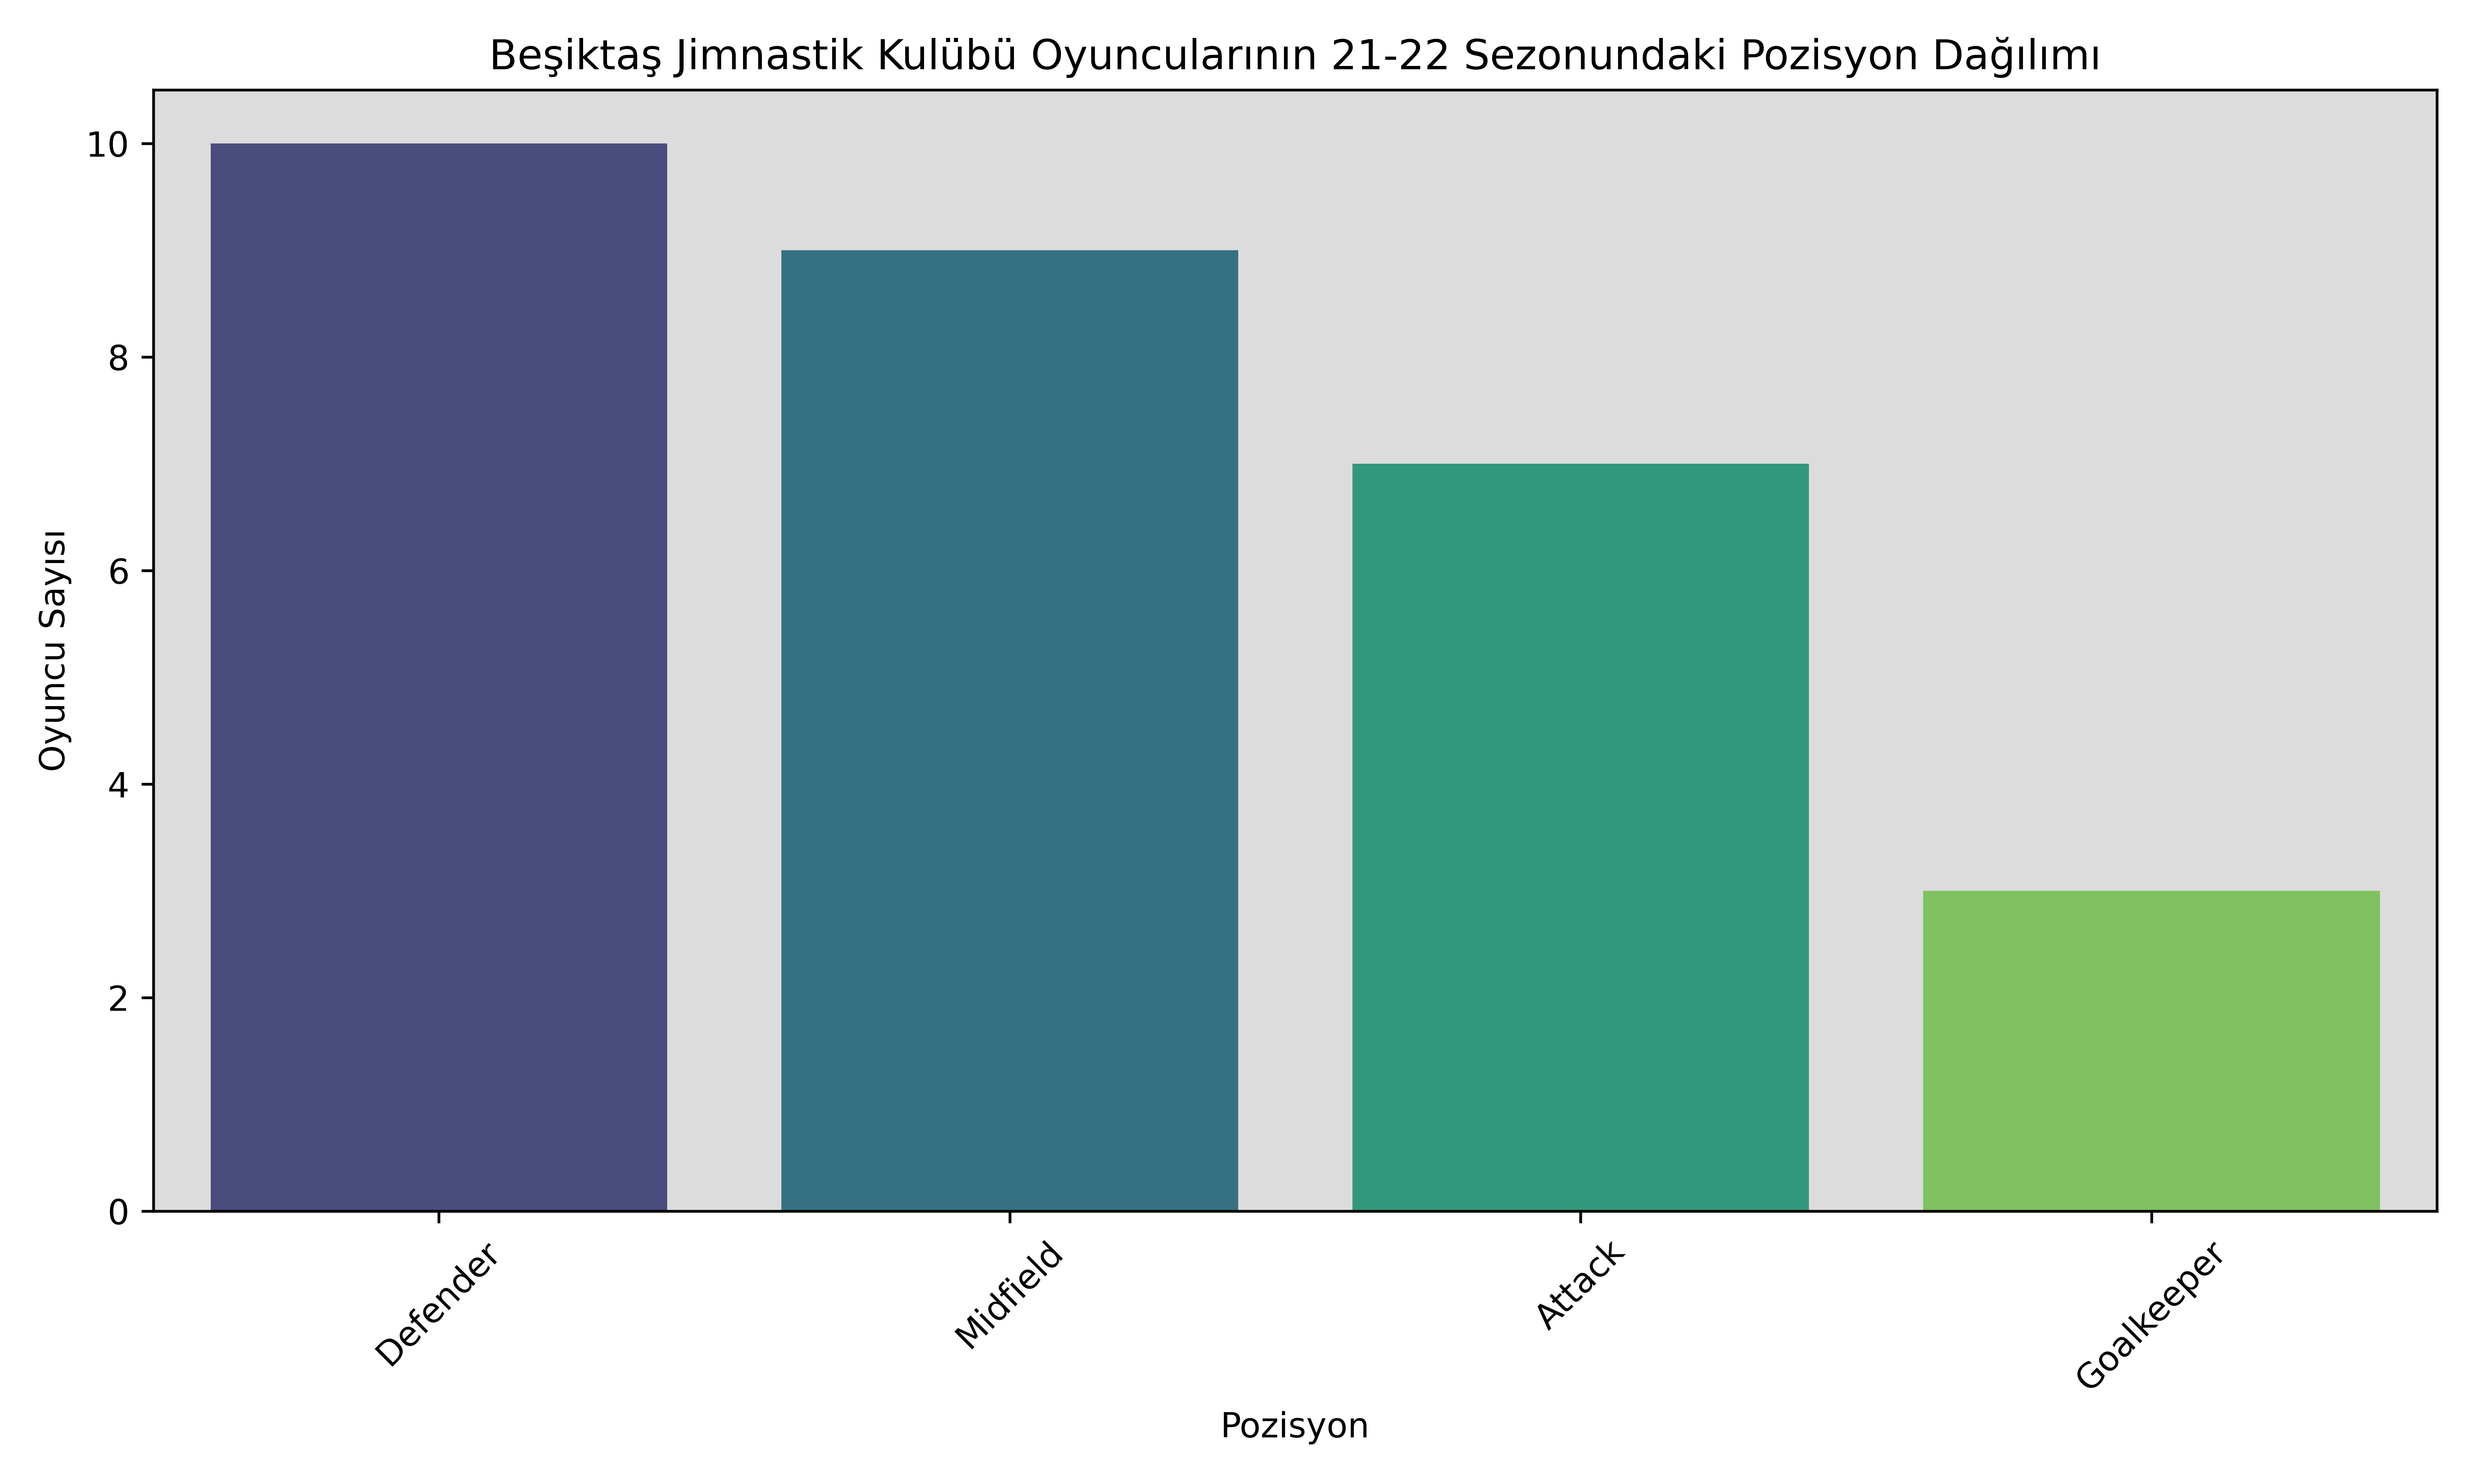 Beşiktaş Jimnastik Kulübü Oyuncularının 21-22 Sezonundaki Pozisyon Dağılımı
Oyuncu Sayısı
10
8
6
4
2
0
Defender
Midfield
Attack
Goalkeeper
Pozisyon